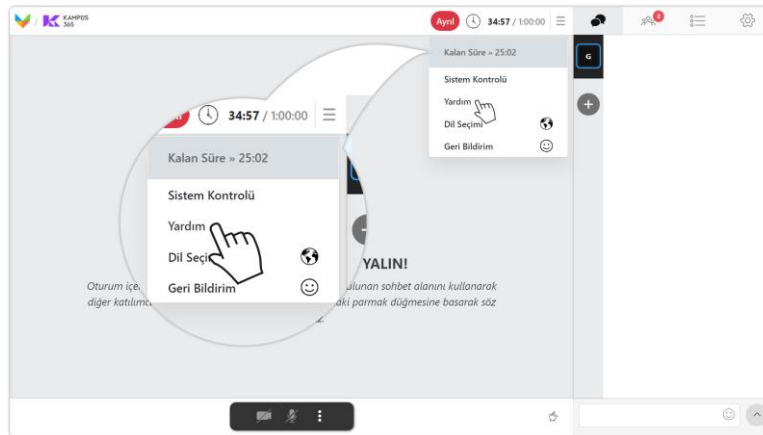 / KAMPÜS
365
Ayrıl 34:57 / 1:00:00
8
Kalan Süre » 25:02
Sistem Kontrolü
Yardım
Dil Seçimi
Geri Bildirim
G
34:57 / 1:00:00
Kalan Süre » 25:02
Sistem Kontrolü
Yardım
Dil Seçi
Geri Bildirim
YALIN!
Oturum içe ulunan sohbet alanını kullanarak
diğer katılımc aki parmak düğmesine basarak söz